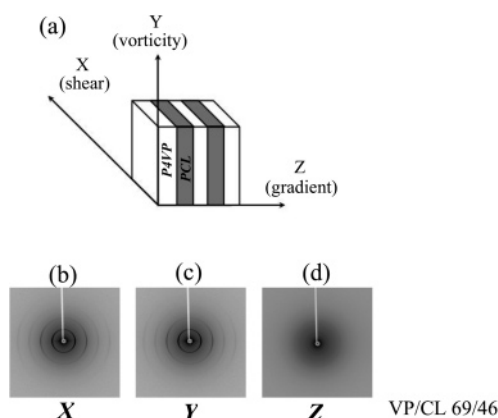 (a)
Y
(vorticity)
X
(shear)
P4VP
PCL
Z
(gradient)
(b) (c) (d)
X Y Z VP/CL 69/46